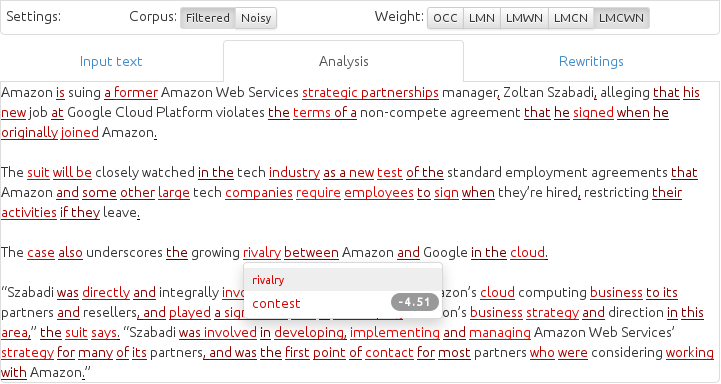 Settings: Corpus: Filtered Noisy Weight: OCC LMN LMWN LMCN LMCWN
Input text Analysis Rewritings
Amazon is suing a former Amazon Web Services strategic partnerships manager, Zoltan Szabadi, alleging that his
new job at Google Cloud Platform violates the terms of a non-compete agreement that he signed when he
originally joined Amazon.
The suit will be closely watched in the tech industry as a new test of the standard employment agreements that
Amazon and some other large tech companies require employees to sign when they’re hired, restricting their
activities if they leave.
The case also underscores the growing rivalry between Amazon and Google in the cloud.
rivalry
contest -4.51
“Szabadi was directly and integrally azon’s cloud computing business to its
partners and resellers, and played a on’s business strategy and direction in this
area,” the suit says. “Szabadi was involved in developing, implementing and managing Amazon Web Services’
strategy for many of its partners, and was the first point of contact for most partners who were considering working
with Amazon.”